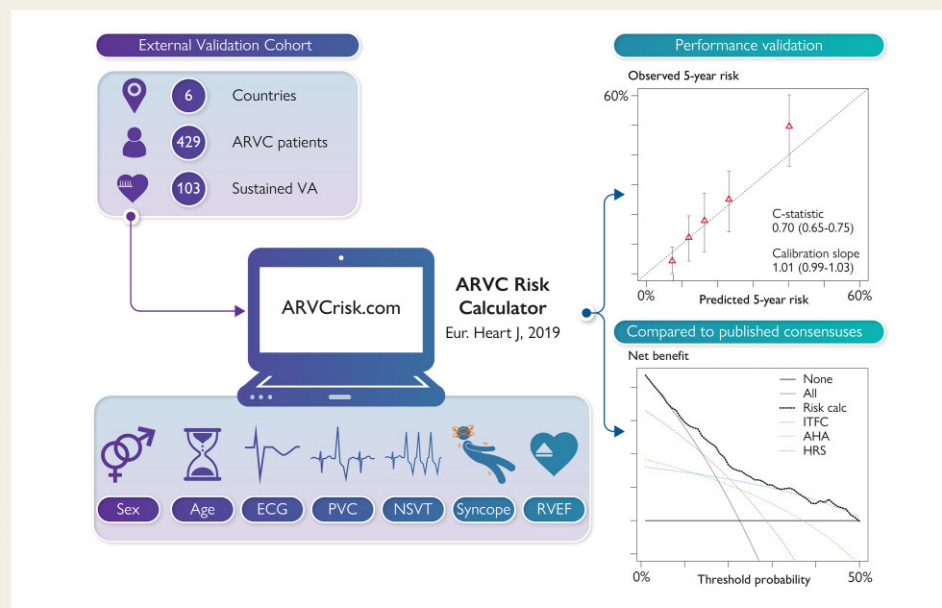 External Validation Cohort
6 Countries
429 ARVC patients
103 Sustained VA
ARVCrisk.com
ARVC Risk
Calculator
Eur. Heart J, 2019
Sex Age ECG PVC NSVT Syncope RVEF
Performance validation
Observed 5-year risk
60%
C-statistic
0.70 (0.65-0.75)
Calibration slope
1.01 (0.99-1.03)
0% Predicted 5-year risk 60%
Compared to published consensuses
Net benefit
None
All
Risk calc
ITFC
AHA
HRS
0% Threshold probability 50%